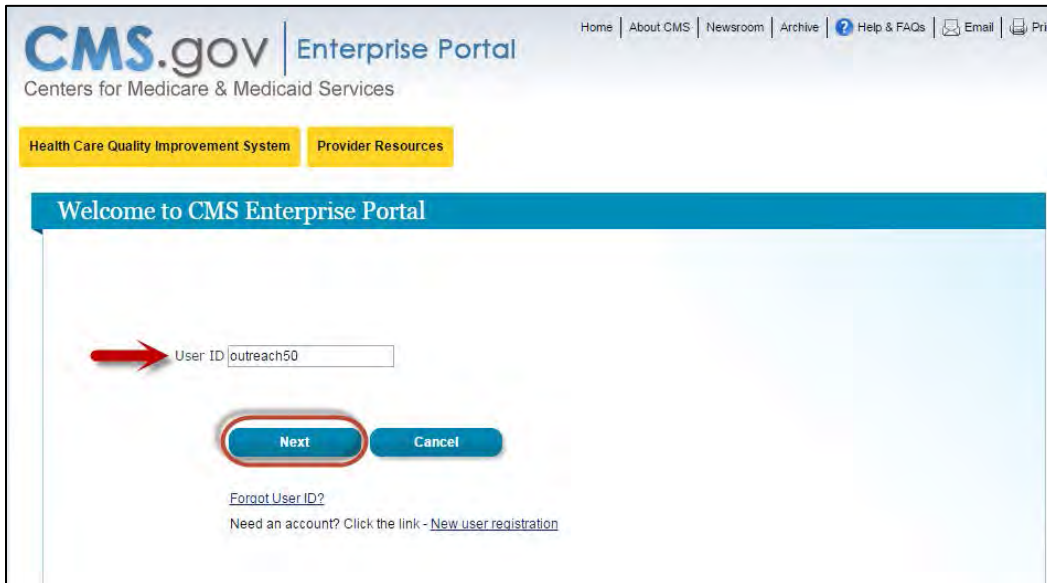 Home | About CMS | Newsroom | Archive | Help & FAQs | Email | Pri
CMS.gov | Enterprise Portal
Centers for Medicare & Medicaid Services
Health Care Quality Improvement System Provider Resources
Welcome to CMS Enterprise Portal
User ID outreach50
Next Cancel
Forgot User ID?
Need an account? Click the link - New user registration